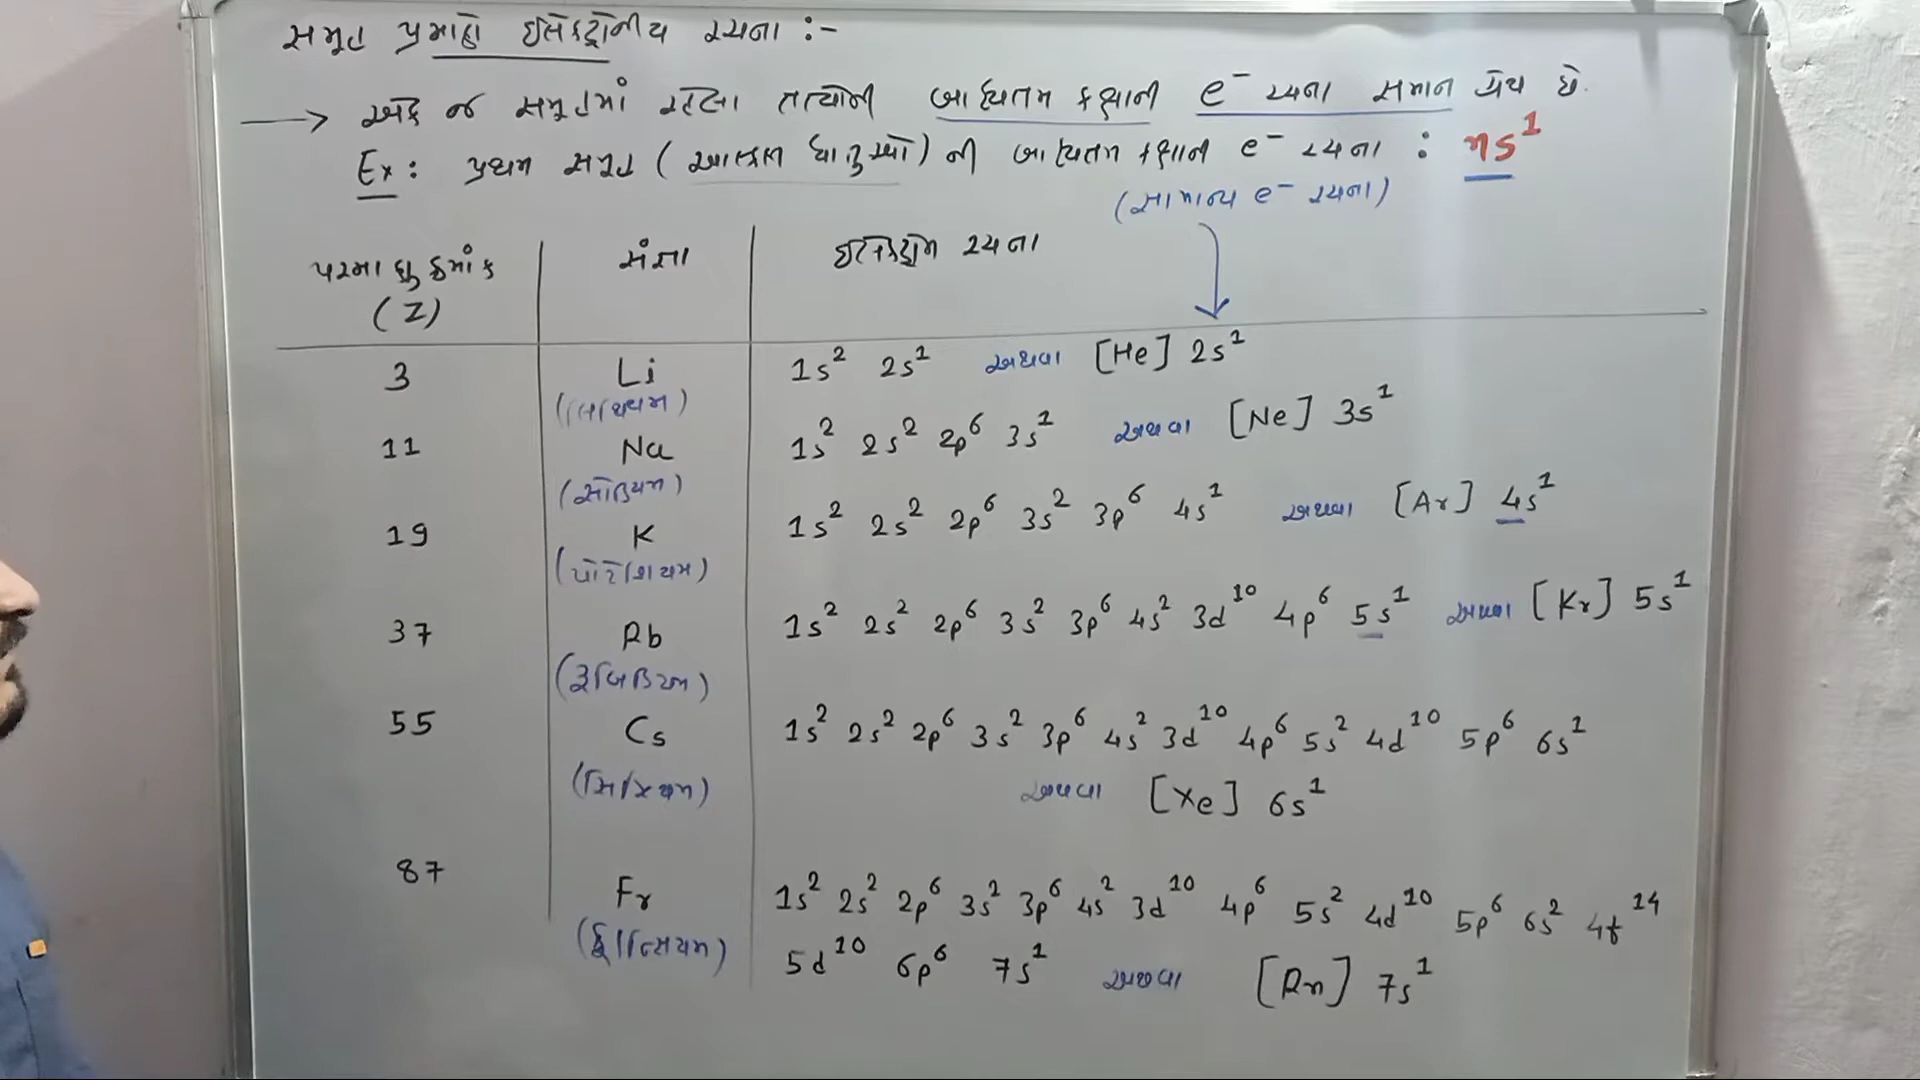 સમૂહ પ્રમાણે ઇલેક્ટ્રોનીય રચના :-
→ એક જ સમૂહમાં રહેલા તત્વોની બાહ્યતમ કક્ષાની e⁻ રચના સમાન હોય છે.
Ex : પ્રથમ સમૂહ (આલ્કલી ધાતુઓ) ની બાહ્યતમ કક્ષાની e⁻ રચના : ns¹
(સામાન્ય e⁻ રચના)
પરમાણુ ક્રમાંક (Z) સંજ્ઞા ઇલેક્ટ્રોન રચના
3 Li 1s² 2s¹ અથવા [He] 2s¹
(લિથિયમ)
11 Na 1s² 2s² 2p⁶ 3s¹ અથવા [Ne] 3s¹
(સોડિયમ)
19 K 1s² 2s² 2p⁶ 3s² 3p⁶ 4s¹ અથવા [Ar] 4s¹
(પોટેશિયમ)
37 Rb 1s² 2s² 2p⁶ 3s² 3p⁶ 4s² 3d¹⁰ 4p⁶ 5s¹ અથવા [Kr] 5s¹
(રૂબિડિયમ)
55 Cs 1s² 2s² 2p⁶ 3s² 3p⁶ 4s² 3d¹⁰ 4p⁶ 5s² 4d¹⁰ 5p⁶ 6s¹
(સિઝિયમ) અથવા [Xe] 6s¹
87 Fr 1s² 2s² 2p⁶ 3s² 3p⁶ 4s² 3d¹⁰ 4p⁶ 5s² 4d¹⁰ 5p⁶ 6s² 4f¹⁴
(ફ્રાન્સિયમ) 5d¹⁰ 6p⁶ 7s¹ અથવા [Rn] 7s¹